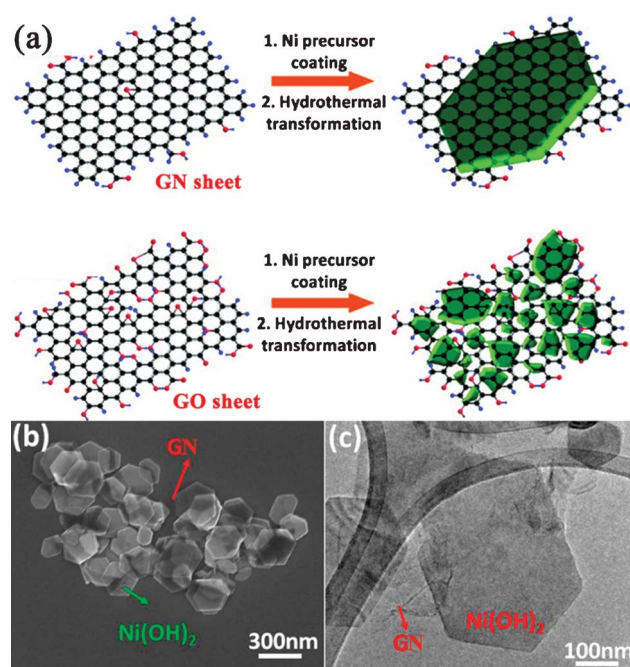 (a)
1. Ni precursor
coating
2. Hydrothermal
transformation
GN sheet
1. Ni precursor
coating
2. Hydrothermal
transformation
GO sheet
(b)
GN
Ni(OH)2
300nm
(c)
Ni(OH)2
GN
100nm